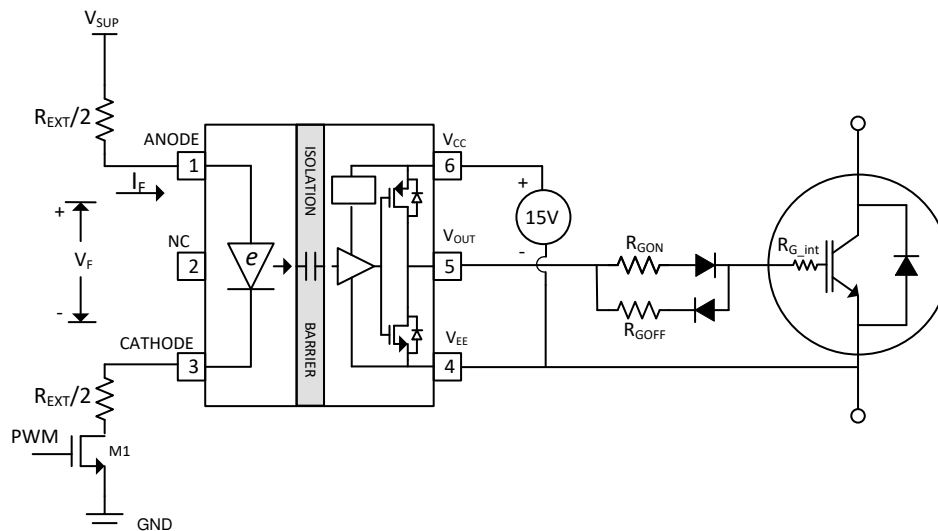 VSUP
REXT/2
ANODE
1
IF
+
VF
-
NC
2
CATHODE
3
REXT/2
PWM
M1
GND
e
ISOLATION
BARRIER
VCC
6
VOUT
5
VEE
4
+
15V
-
RGON
RGOFF
RG_int